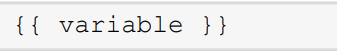 {{ variable }}